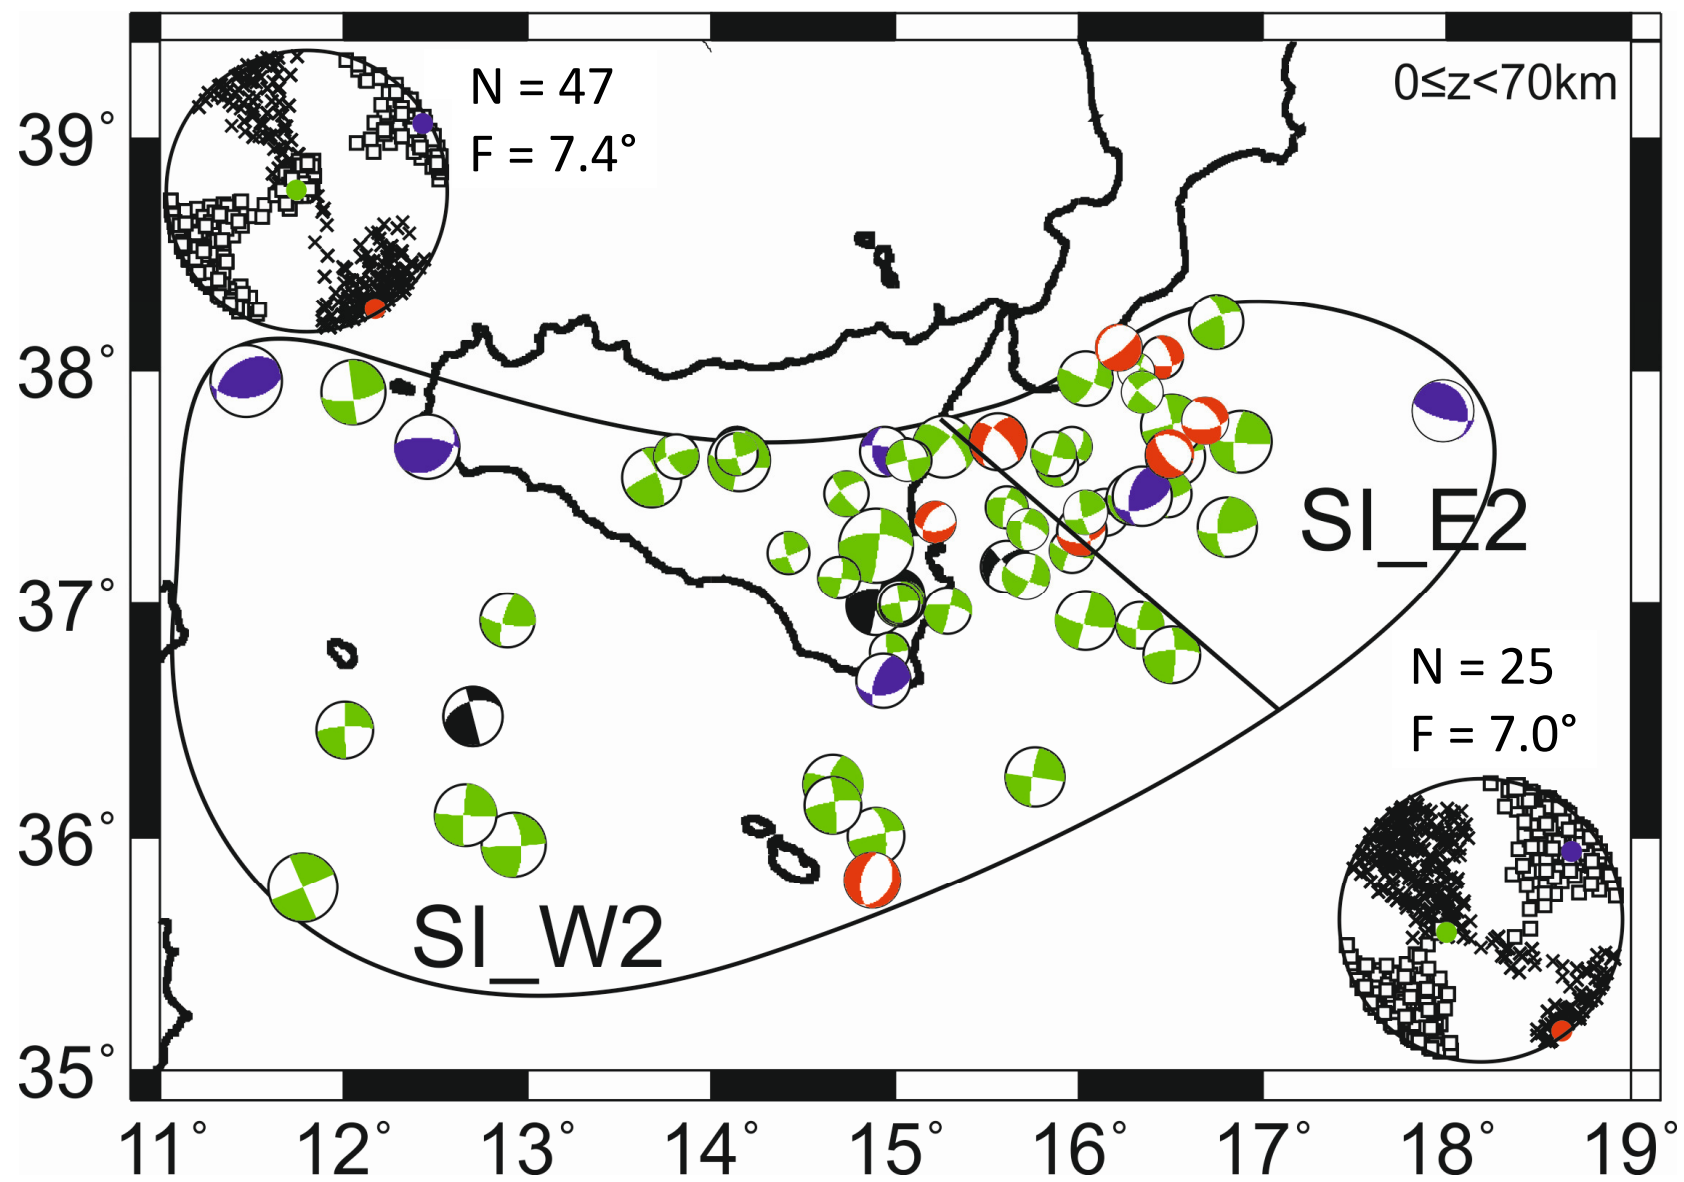 N = 47
F = 7.4°
0≤z<70km
39°
38°
37°
36°
35°
SI_E2
N = 25
F = 7.0°
SI_W2
11° 12° 13° 14° 15° 16° 17° 18° 19°